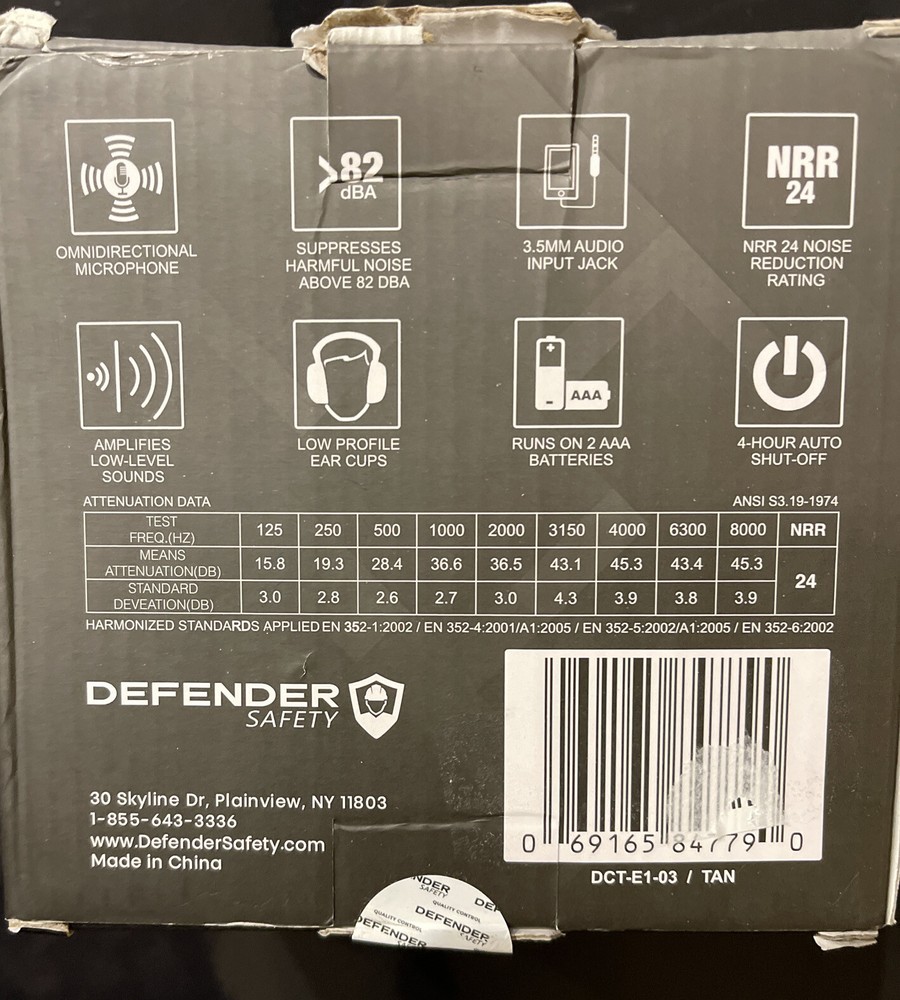 >82
dBA
NRR
24
OMNIDIRECTIONAL
MICROPHONE
SUPPRESSES
HARMFUL NOISE
ABOVE 82 DBA
3.5MM AUDIO
INPUT JACK
NRR 24 NOISE
REDUCTION
RATING
AAA
AMPLIFIES
LOW-LEVEL
SOUNDS
LOW PROFILE
EAR CUPS
RUNS ON 2 AAA
BATTERIES
4-HOUR AUTO
SHUT-OFF
ATTENUATION DATA ANSI S3.19-1974
TEST
FREQ.(HZ) 125 250 500 1000 2000 3150 4000 6300 8000 NRR
MEANS
ATTENUATION(DB) 15.8 19.3 28.4 36.6 36.5 43.1 45.3 43.4 45.3
24
STANDARD
DEVEATION(DB) 3.0 2.8 2.6 2.7 3.0 4.3 3.9 3.8 3.9
HARMONIZED STANDARDS APPLIED EN 352-1:2002 / EN 352-4:2001/A1:2005 / EN 352-5:2002/A1:2005 / EN 352-6:2002
DEFENDER
SAFETY
30 Skyline Dr, Plainview, NY 11803
1-855-643-3336
www.DefenderSafety.com
Made in China
0 69165 84779 0
DCT-E1-03 / TAN
NDER
SAFETY
DEF
QUALITY CONTROL
QUALITY CONTROL
DEFENDER
SAFETY
DEFENDER